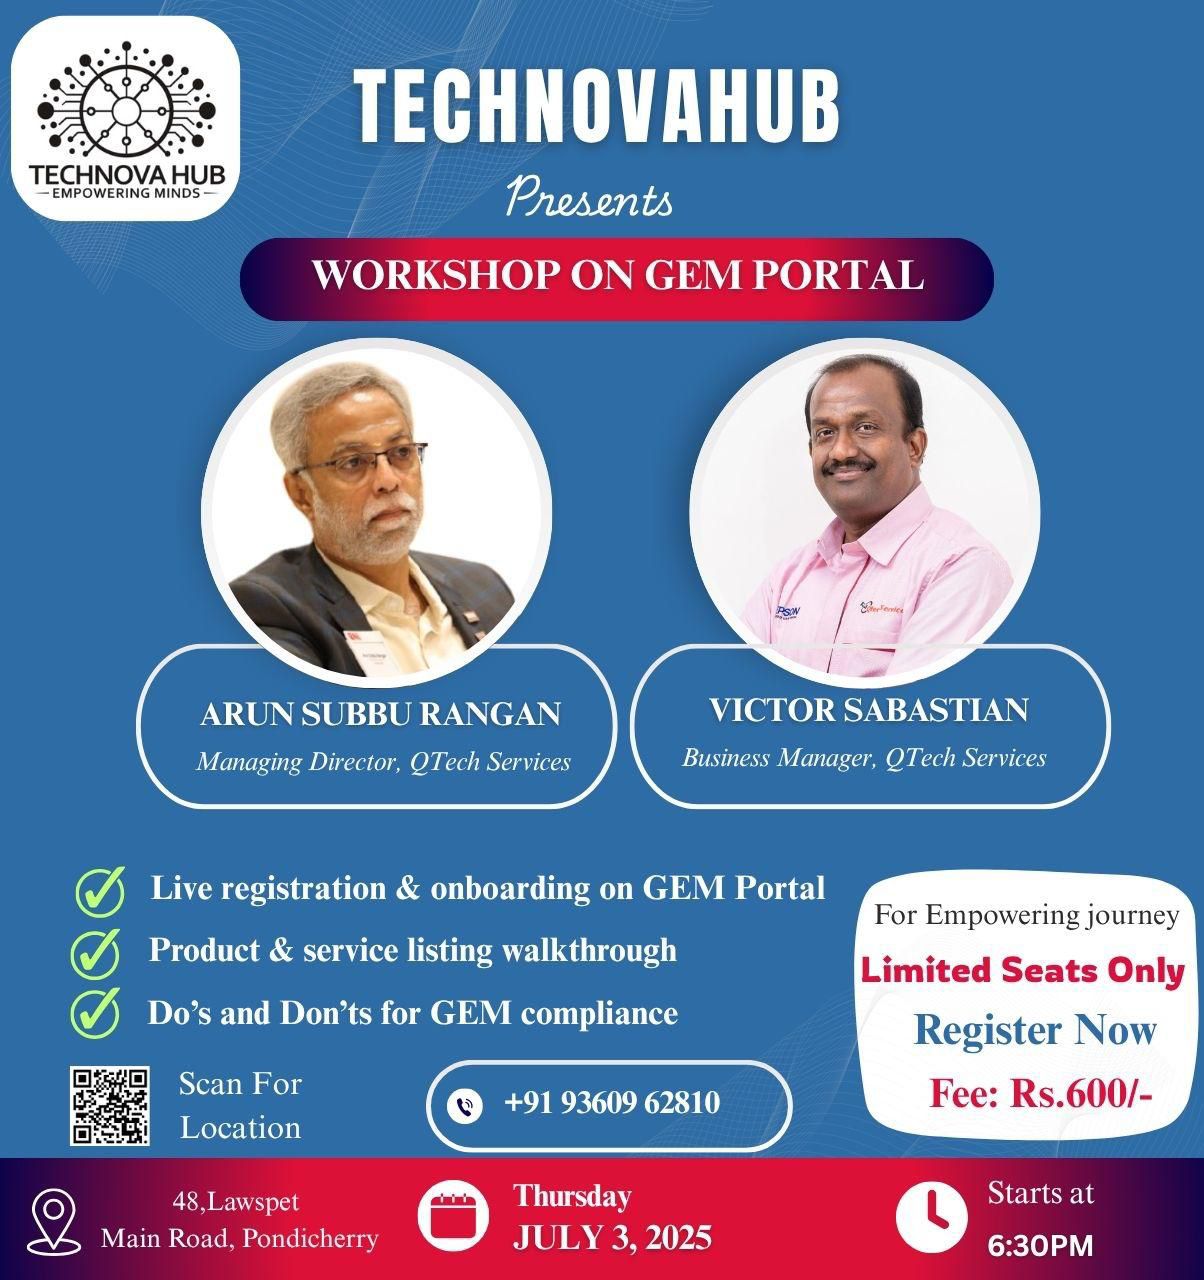 TECHNOVA HUB
EMPOWERING MINDS
TECHNOVAHUB
Presents
WORKSHOP ON GEM PORTAL
ARUN SUBBU RANGAN
Managing Director, QTech Services
VICTOR SABASTIAN
Business Manager, QTech Services
Live registration & onboarding on GEM Portal
Product & service listing walkthrough
Do's and Don'ts for GEM compliance
For Empowering journey
Limited Seats Only
Register Now
Fee: Rs.600/-
Scan For
Location
+91 93609 62810
48,Lawspet
Main Road, Pondicherry
Thursday
JULY 3, 2025
Starts at
6:30PM